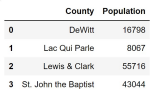 County Population
0 DeWitt 16798
1 Lac Qui Parle 8067
2 Lewis & Clark 55716
3 St. John the Baptist 43044